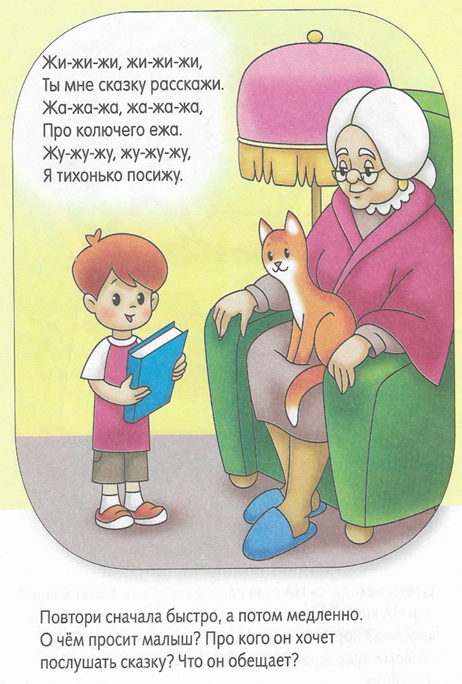 Жи-жи-жи, жи-жи-жи,
Ты мне сказку расскажи.
Жа-жа-жа, жа-жа-жа,
Про колючего ежа.
Жу-жу-жу, жу-жу-жу,
Я тихонько посижу.
Повтори сначала быстро, а потом медленно.
О чём просит малыш? Про кого он хочет
послушать сказку? Что он обещает?